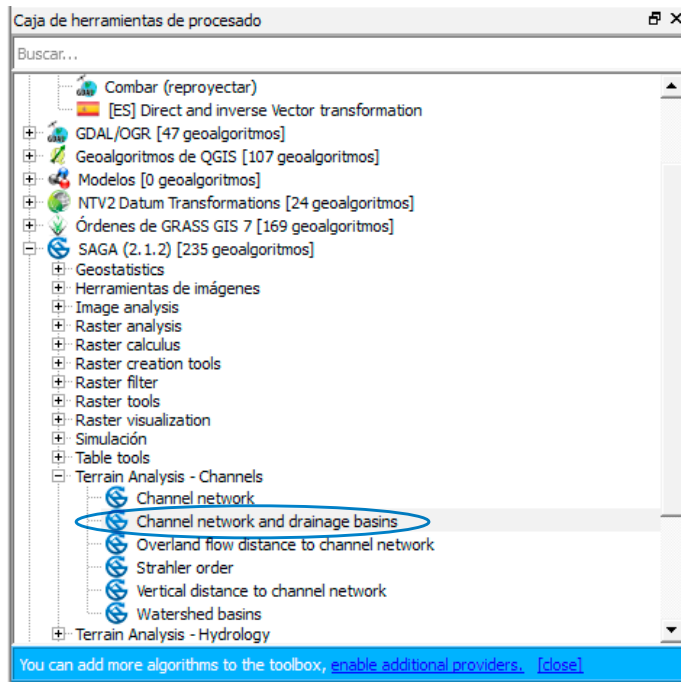 Caja de herramientas de procesado
Buscar...
Combar (reproyectar)
[ES] Direct and inverse Vector transformation
GDAL/OGR [47 geoalgoritmos]
Geoalgoritmos de QGIS [107 geoalgoritmos]
Modelos [0 geoalgoritmos]
NTV2 Datum Transformations [24 geoalgoritmos]
Órdenes de GRASS GIS 7 [169 geoalgoritmos]
SAGA (2.1.2) [235 geoalgoritmos]
Geostatistics
Herramientas de imágenes
Image analysis
Raster analysis
Raster calculus
Raster creation tools
Raster filter
Raster tools
Raster visualization
Simulación
Table tools
Terrain Analysis - Channels
Channel network
Channel network and drainage basins
Overland flow distance to channel network
Strahler order
Vertical distance to channel network
Watershed basins
Terrain Analysis - Hydrology
You can add more algorithms to the toolbox, enable additional providers. [close]